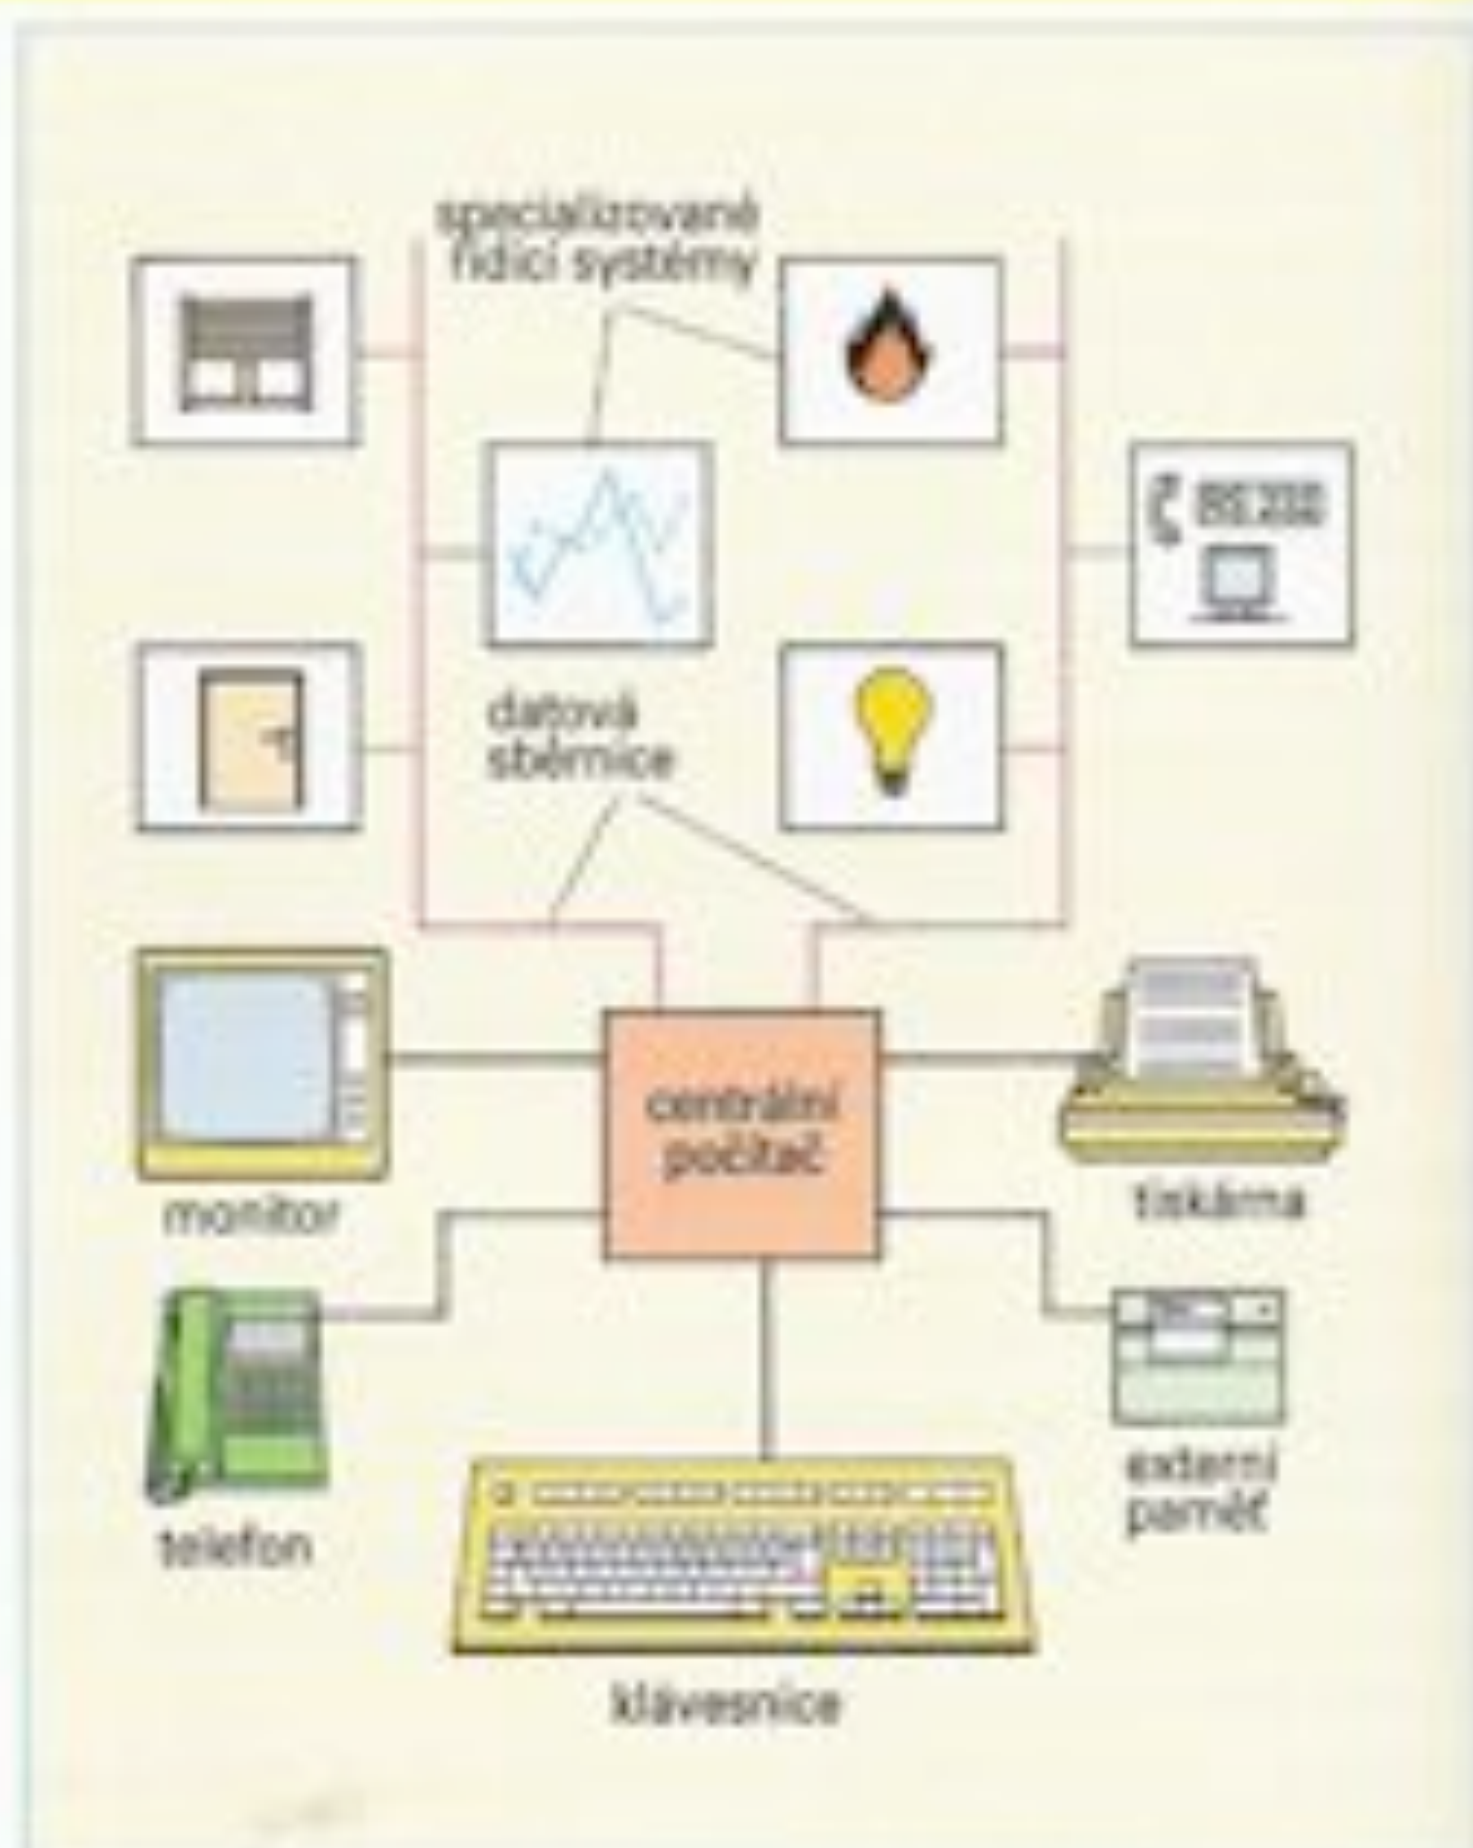 specializované
řídicí systémy
datová
sběrnice
centrální
počítač
monitor
tiskárna
telefon
externí
paměť
klávesnice